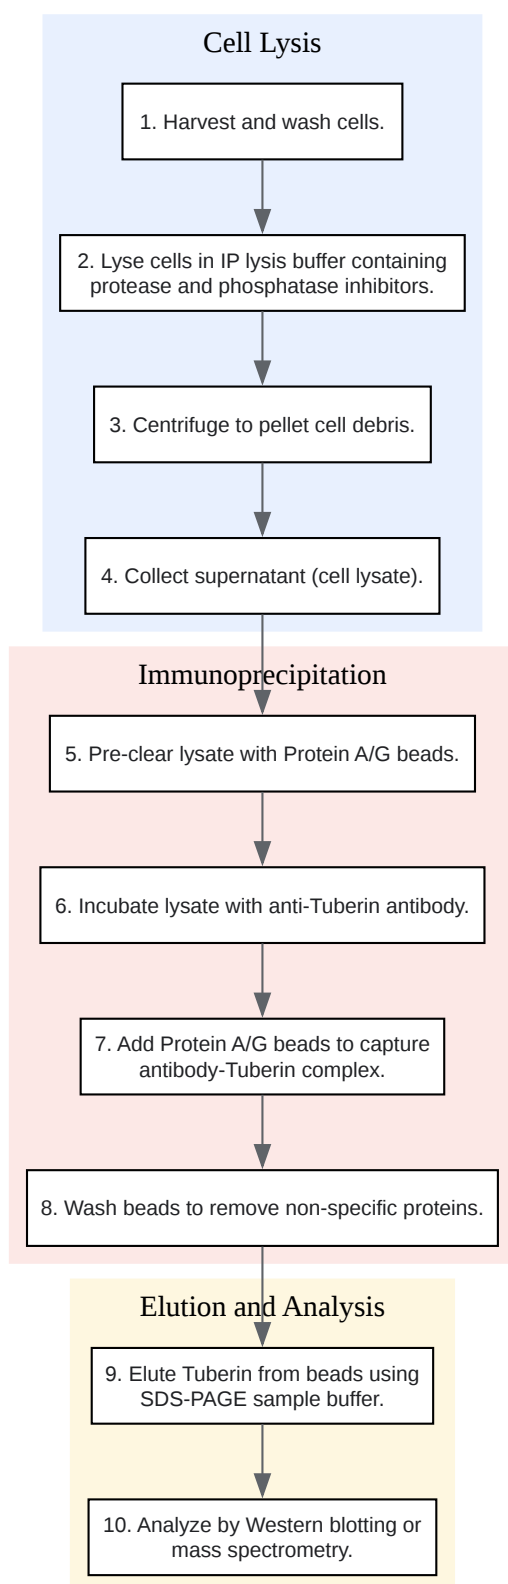 Cell Lysis
1. Harvest and wash cells.
2. Lyse cells in IP lysis buffer containing
protease and phosphatase inhibitors.
3. Centrifuge to pellet cell debris.
4. Collect supernatant (cell lysate).
Immunoprecipitation
5. Pre-clear lysate with Protein A/G beads.
6. Incubate lysate with anti-Tuberin antibody.
7. Add Protein A/G beads to capture
antibody-Tuberin complex.
8. Wash beads to remove non-specific proteins.
Elution and Analysis
9. Elute Tuberin from beads using
SDS-PAGE sample buffer.
10. Analyze by Western blotting or
mass spectrometry.